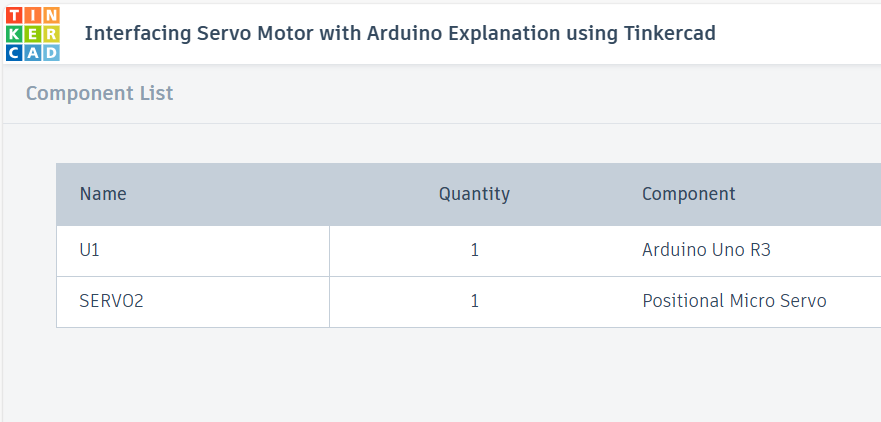 TIN
KER
CAD
Interfacing Servo Motor with Arduino Explanation using Tinkercad
Component List
Name Quantity Component
U1 1 Arduino Uno R3
SERVO2 1 Positional Micro Servo